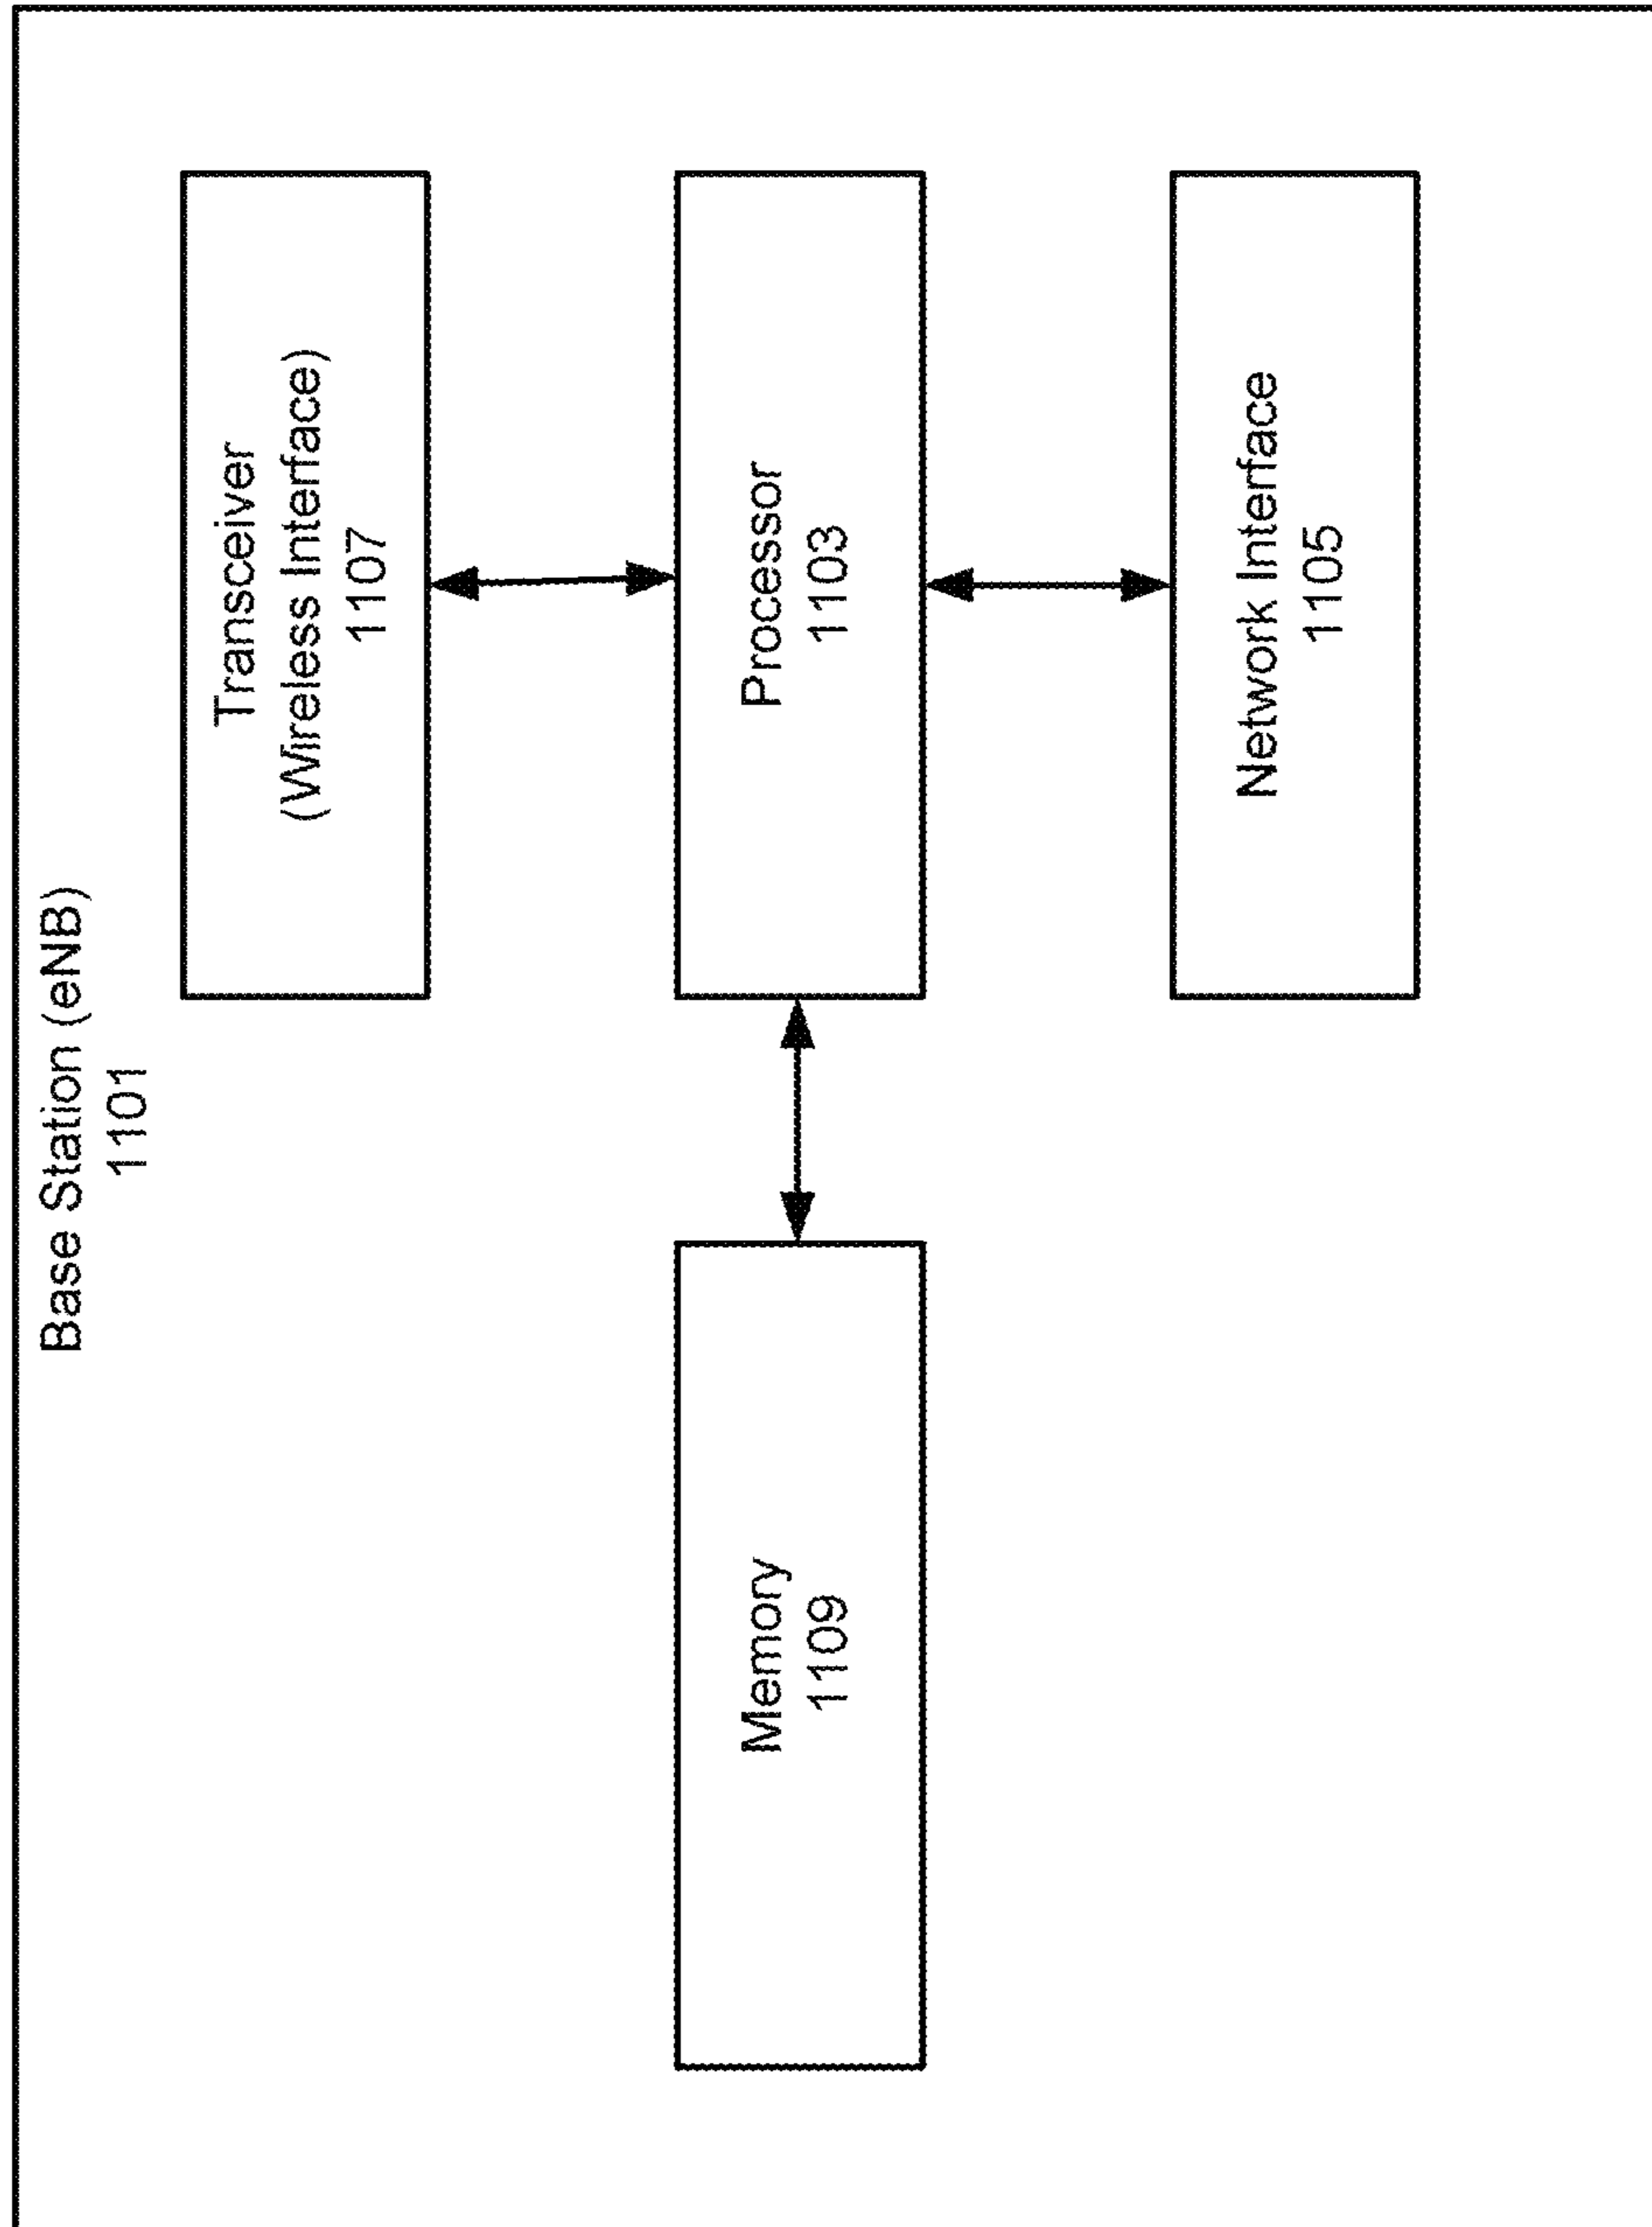 Base Station (eNB)
1101
Transceiver
(Wireless Interface)
1107
Memory
1109
Processor
1103
Network Interface
1105